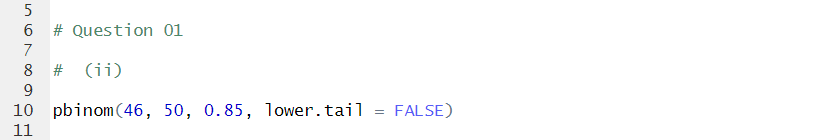 5
6 # Question 01
7
8 #  (ii)
9
10 pbinom(46, 50, 0.85, lower.tail = FALSE)
11